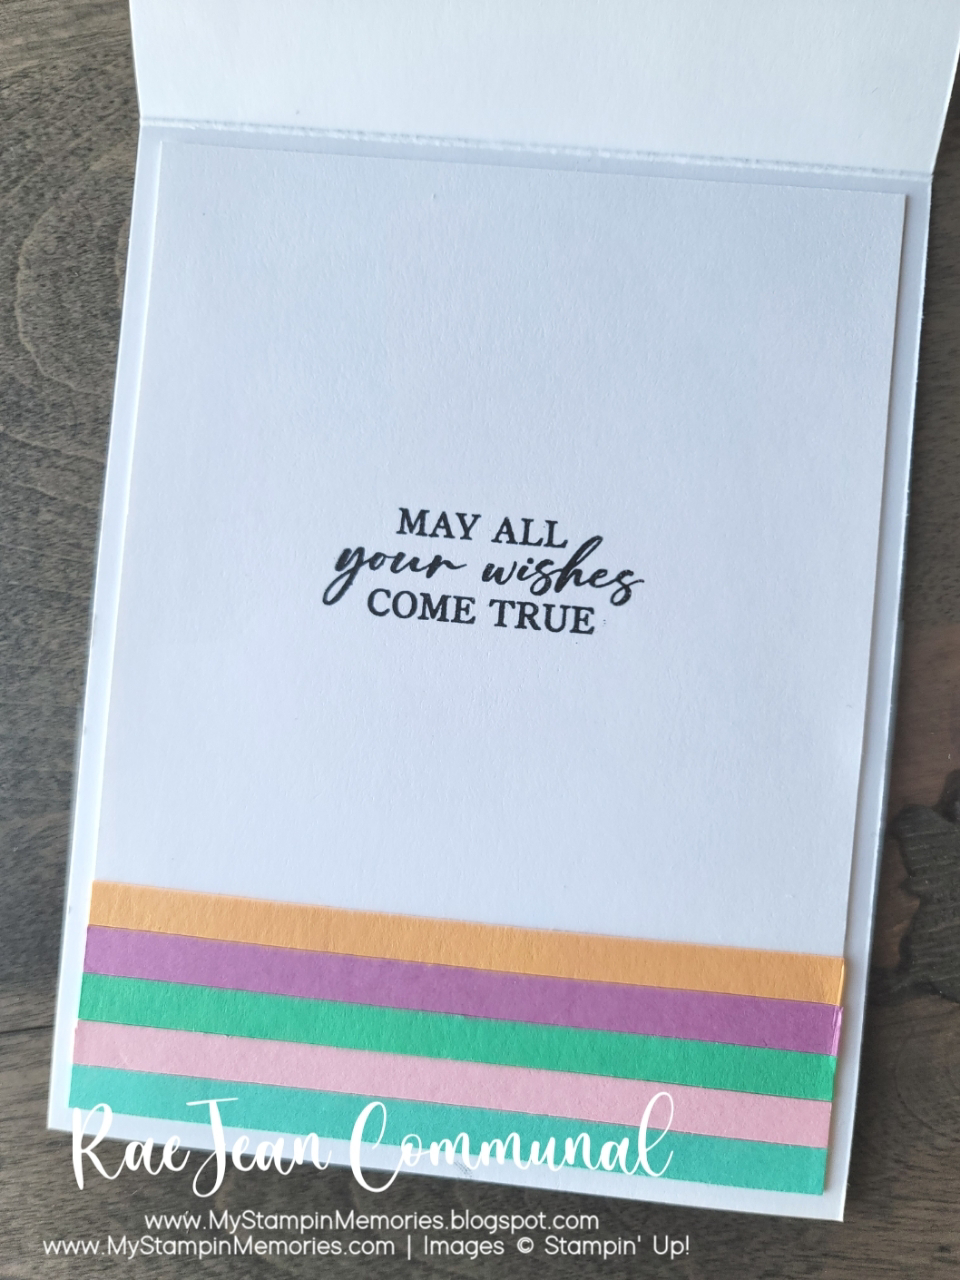 MAY ALL
your wishes
COME TRUE
RaeJean Communal
www.MyStampinMemories.blogspot.com
www.MyStampinMemories.com | Images © Stampin' Up!